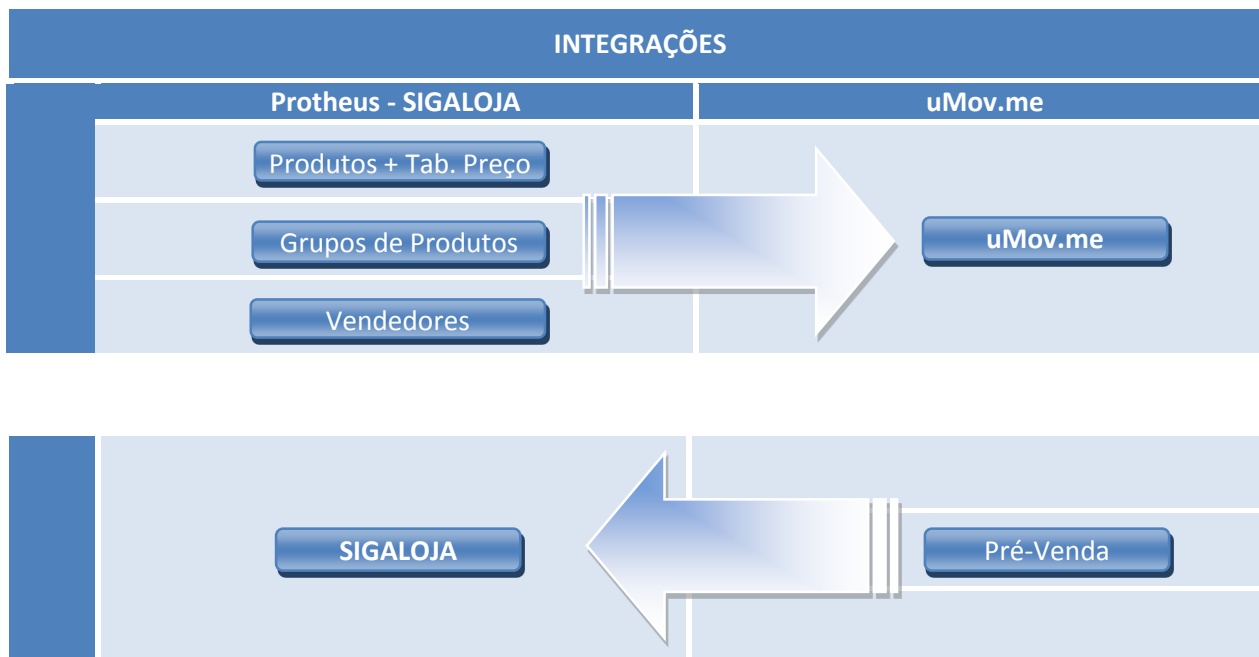 INTEGRAÇÕES
Protheus - SIGALOJA
uMov.me
Produtos + Tab. Preço
Grupos de Produtos
uMov.me
Vendedores
SIGALOJA
Pré-Venda